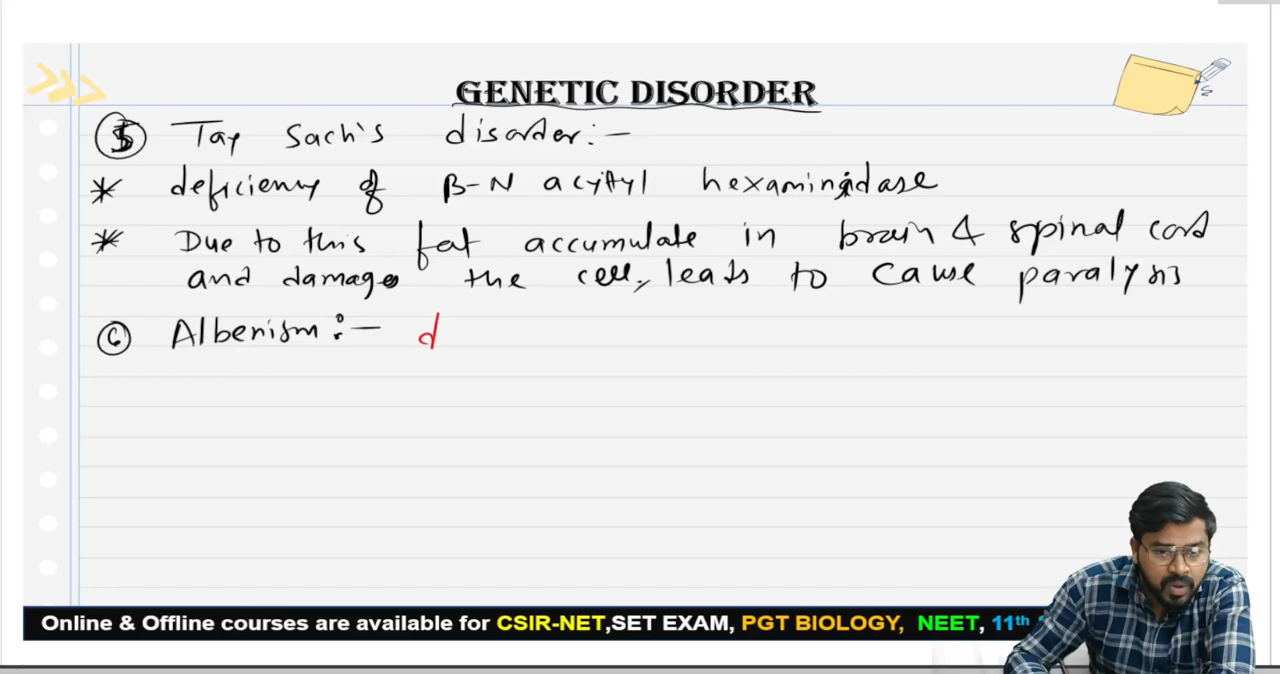 GENETIC DISORDER
5 Tay Sach's disorder:-
* deficiency of β-N acytyl hexaminidase
* Due to this fat accumulate in brain & spinal cord
and damage the cell, leads to cause paralysis
6 Albenism:- d
Online & Offline courses are available for CSIR-NET,SET EXAM, PGT BIOLOGY, NEET, 11th